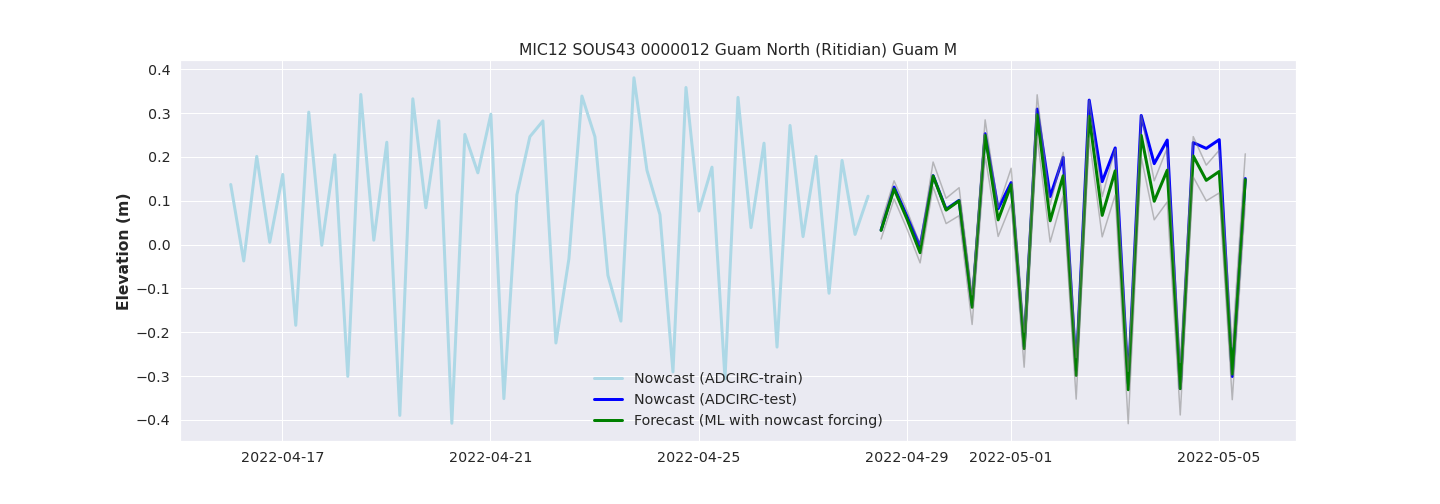 MIC12 SOUS43 0000012 Guam North (Ritidian) Guam M
Elevation (m)
0.4
0.3
0.2
0.1
0.0
−0.1
−0.2
−0.3
−0.4
Nowcast (ADCIRC-train)
Nowcast (ADCIRC-test)
Forecast (ML with nowcast forcing)
2022-04-17 2022-04-21 2022-04-25 2022-04-29 2022-05-01 2022-05-05